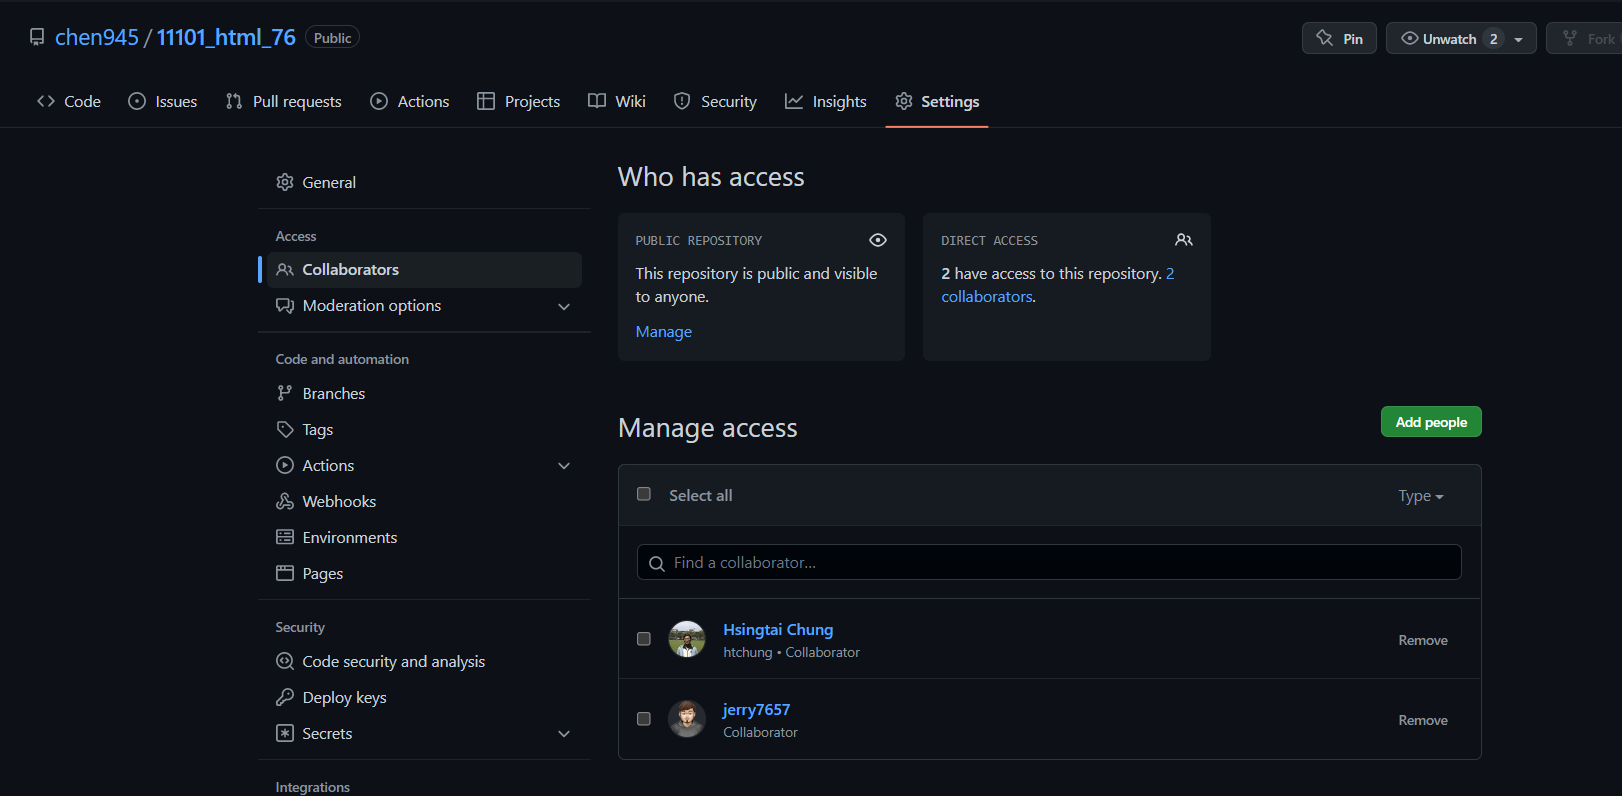 chen945 / 11101_html_76 Public
Pin
Unwatch 2
Fork
Code Issues Pull requests Actions Projects Wiki Security Insights Settings
General
Access
Collaborators
Moderation options
Code and automation
Branches
Tags
Actions
Webhooks
Environments
Pages
Security
Code security and analysis
Deploy keys
Secrets
Integrations
Who has access
PUBLIC REPOSITORY
This repository is public and visible
to anyone.
Manage
DIRECT ACCESS
2 have access to this repository. 2
collaborators.
Manage access
Add people
Select all
Type
Find a collaborator...
Hsingtai Chung
htchung • Collaborator
Remove
jerry7657
Collaborator
Remove